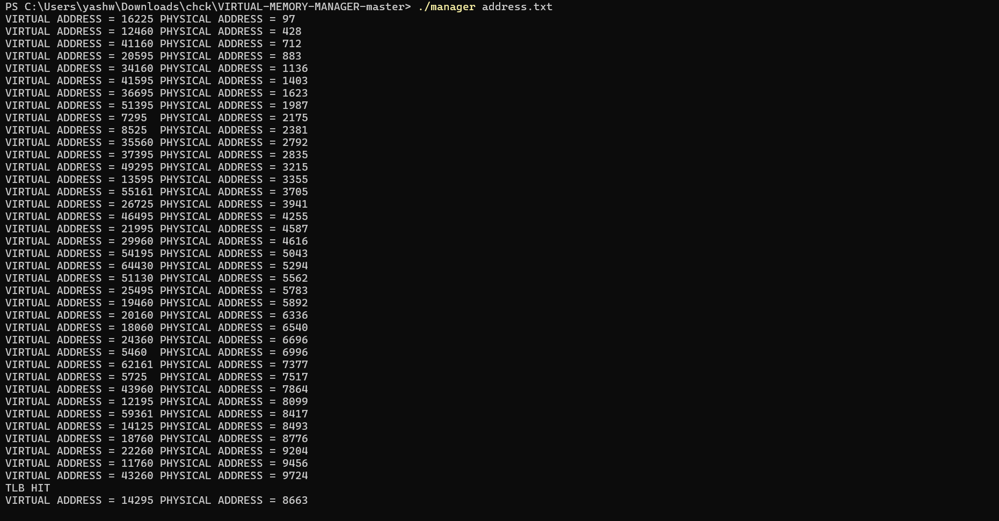 PS C:\Users\yashw\Downloads\chck\VIRTUAL-MEMORY-MANAGER-master> ./manager address.txt
VIRTUAL ADDRESS = 16225 PHYSICAL ADDRESS = 97
VIRTUAL ADDRESS = 12460 PHYSICAL ADDRESS = 428
VIRTUAL ADDRESS = 41160 PHYSICAL ADDRESS = 712
VIRTUAL ADDRESS = 20595 PHYSICAL ADDRESS = 883
VIRTUAL ADDRESS = 34160 PHYSICAL ADDRESS = 1136
VIRTUAL ADDRESS = 41595 PHYSICAL ADDRESS = 1403
VIRTUAL ADDRESS = 36695 PHYSICAL ADDRESS = 1623
VIRTUAL ADDRESS = 51395 PHYSICAL ADDRESS = 1987
VIRTUAL ADDRESS = 7295  PHYSICAL ADDRESS = 2175
VIRTUAL ADDRESS = 8525  PHYSICAL ADDRESS = 2381
VIRTUAL ADDRESS = 35560 PHYSICAL ADDRESS = 2792
VIRTUAL ADDRESS = 37395 PHYSICAL ADDRESS = 2835
VIRTUAL ADDRESS = 49295 PHYSICAL ADDRESS = 3215
VIRTUAL ADDRESS = 13595 PHYSICAL ADDRESS = 3355
VIRTUAL ADDRESS = 55161 PHYSICAL ADDRESS = 3705
VIRTUAL ADDRESS = 26725 PHYSICAL ADDRESS = 3941
VIRTUAL ADDRESS = 46495 PHYSICAL ADDRESS = 4255
VIRTUAL ADDRESS = 21995 PHYSICAL ADDRESS = 4587
VIRTUAL ADDRESS = 29960 PHYSICAL ADDRESS = 4616
VIRTUAL ADDRESS = 54195 PHYSICAL ADDRESS = 5043
VIRTUAL ADDRESS = 64430 PHYSICAL ADDRESS = 5294
VIRTUAL ADDRESS = 51130 PHYSICAL ADDRESS = 5562
VIRTUAL ADDRESS = 25495 PHYSICAL ADDRESS = 5783
VIRTUAL ADDRESS = 19460 PHYSICAL ADDRESS = 5892
VIRTUAL ADDRESS = 20160 PHYSICAL ADDRESS = 6336
VIRTUAL ADDRESS = 18060 PHYSICAL ADDRESS = 6540
VIRTUAL ADDRESS = 24360 PHYSICAL ADDRESS = 6696
VIRTUAL ADDRESS = 5460  PHYSICAL ADDRESS = 6996
VIRTUAL ADDRESS = 62161 PHYSICAL ADDRESS = 7377
VIRTUAL ADDRESS = 5725  PHYSICAL ADDRESS = 7517
VIRTUAL ADDRESS = 43960 PHYSICAL ADDRESS = 7864
VIRTUAL ADDRESS = 12195 PHYSICAL ADDRESS = 8099
VIRTUAL ADDRESS = 59361 PHYSICAL ADDRESS = 8417
VIRTUAL ADDRESS = 14125 PHYSICAL ADDRESS = 8493
VIRTUAL ADDRESS = 18760 PHYSICAL ADDRESS = 8776
VIRTUAL ADDRESS = 22260 PHYSICAL ADDRESS = 9204
VIRTUAL ADDRESS = 11760 PHYSICAL ADDRESS = 9456
VIRTUAL ADDRESS = 43260 PHYSICAL ADDRESS = 9724
TLB HIT
VIRTUAL ADDRESS = 14295 PHYSICAL ADDRESS = 8663